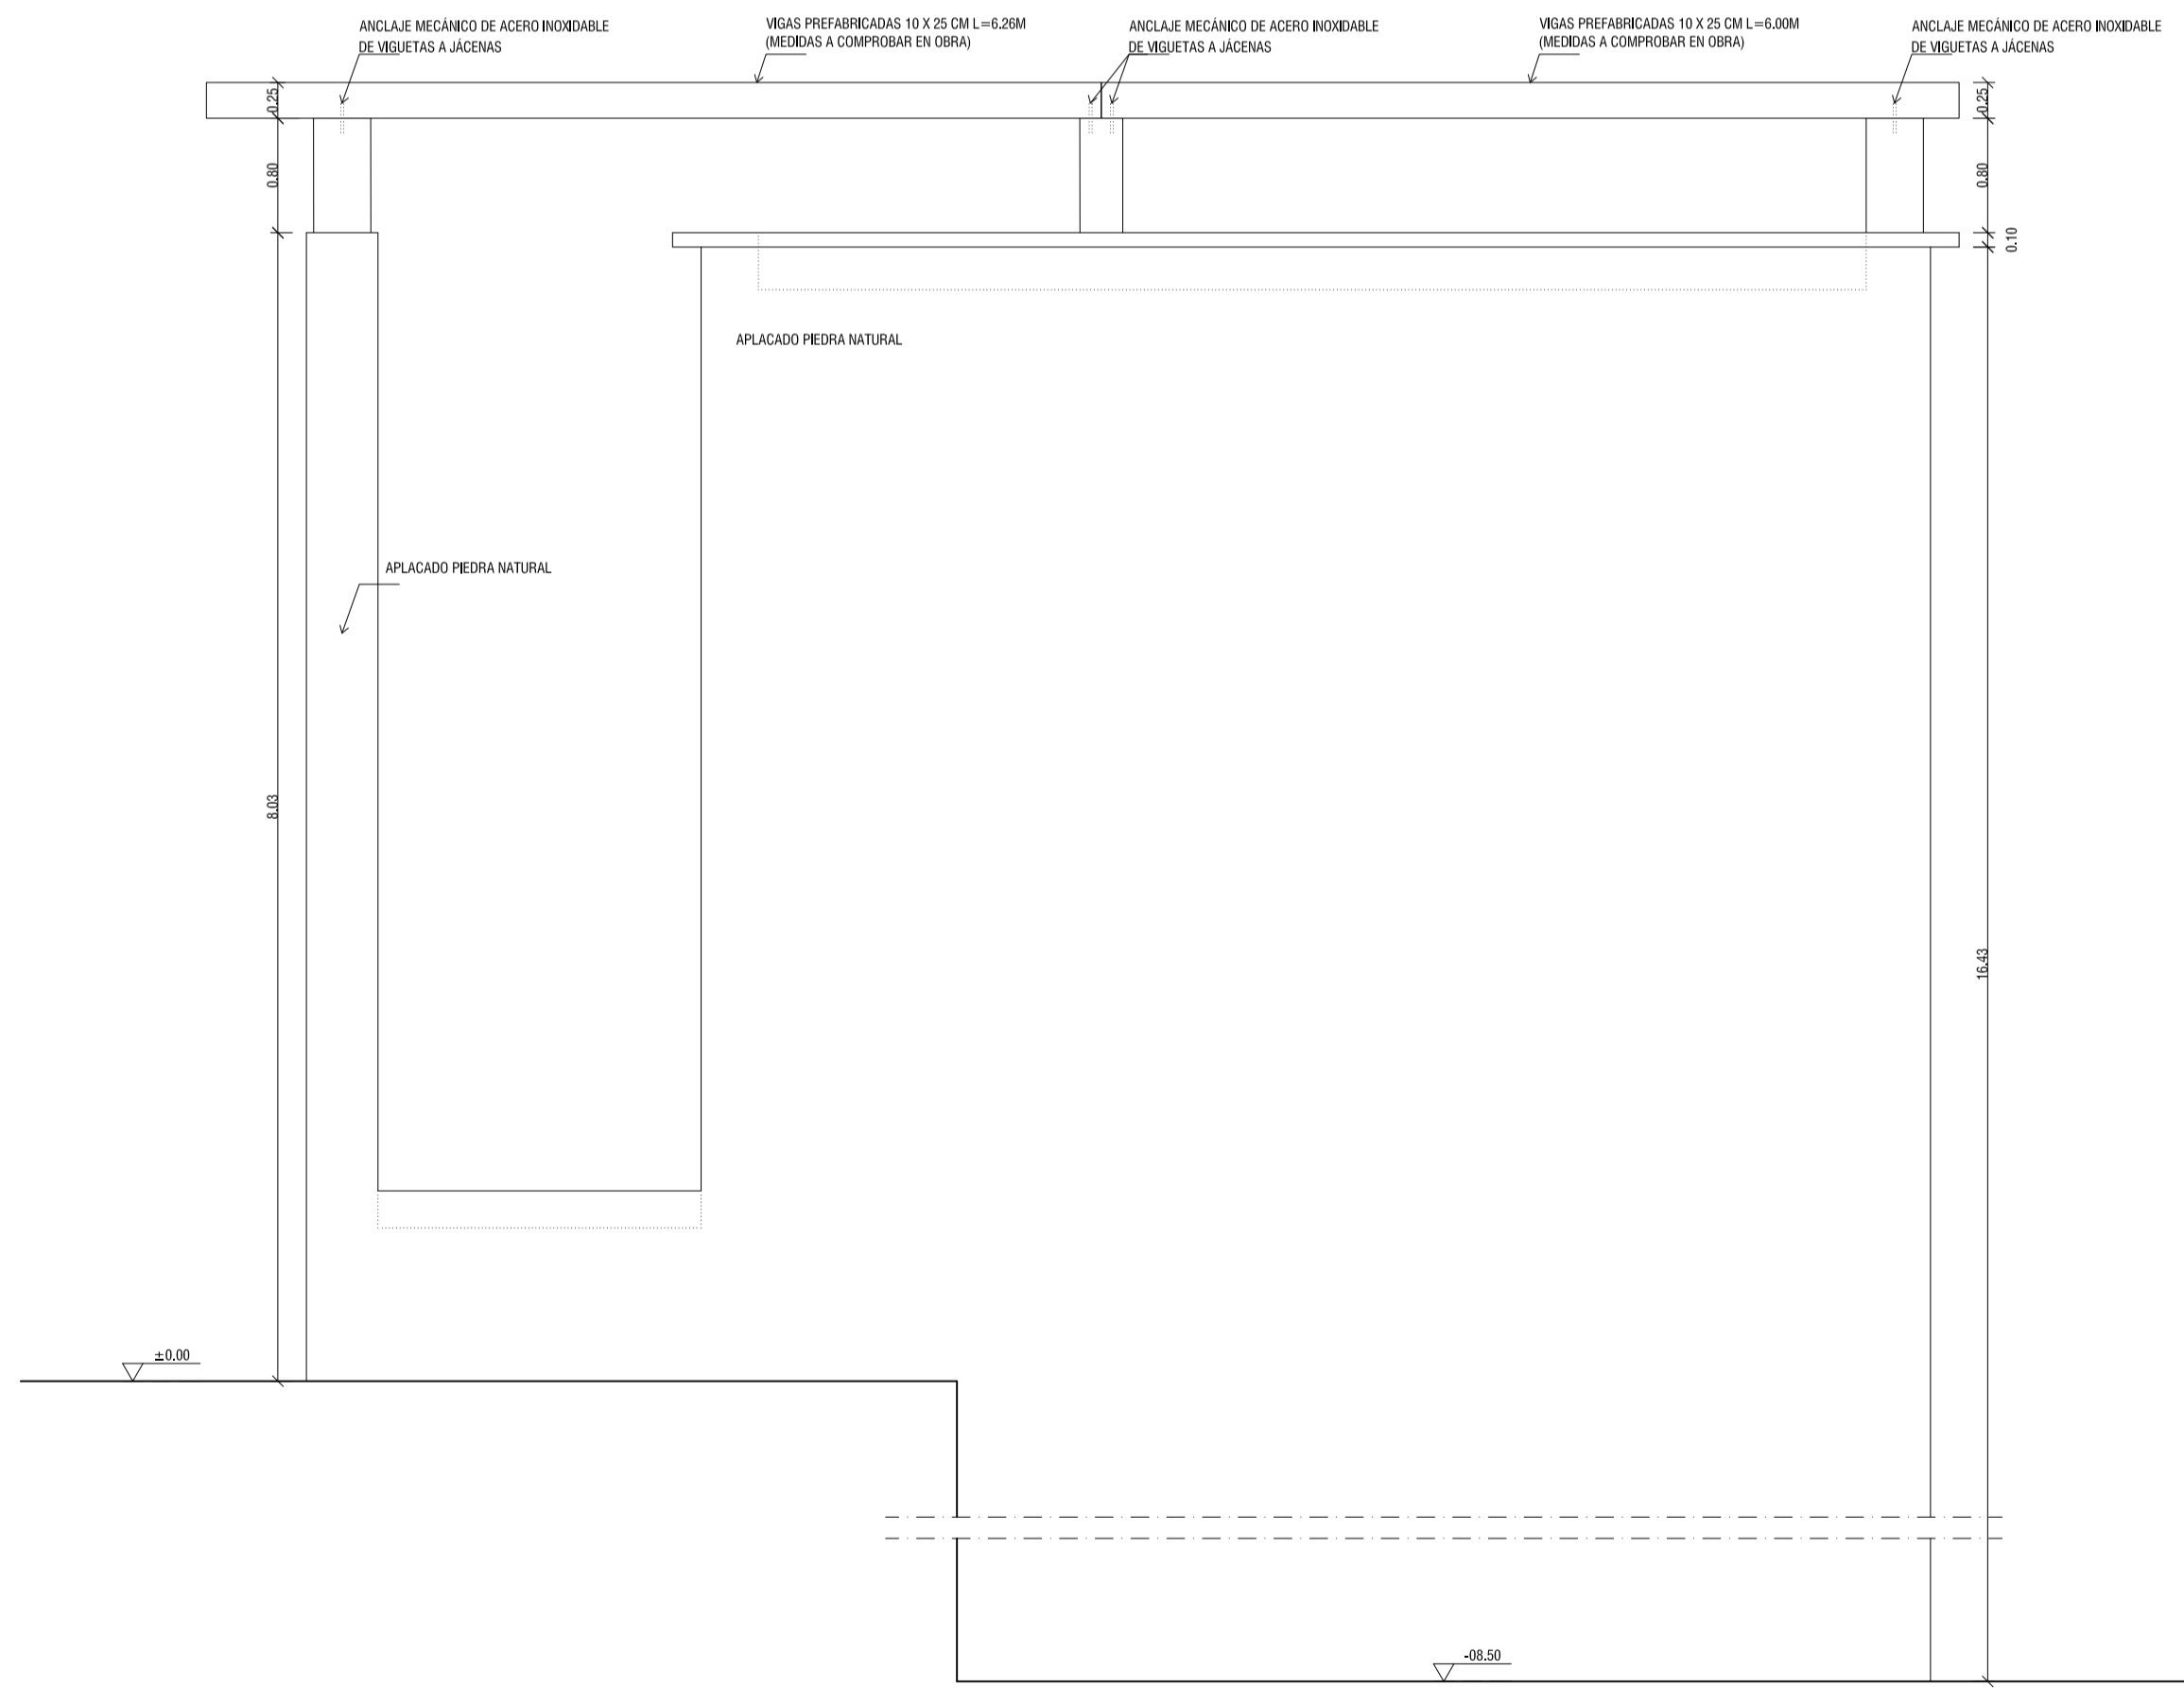 ANCLAJE MECÁNICO DE ACERO INOXIDABLE
DE VIGUETAS A JÁCENAS
VIGAS PREFABRICADAS 10 X 25 CM L=6.26M
(MEDIDAS A COMPROBAR EN OBRA)
ANCLAJE MECÁNICO DE ACERO INOXIDABLE
DE VIGUETAS A JÁCENAS
VIGAS PREFABRICADAS 10 X 25 CM L=6.00M
(MEDIDAS A COMPROBAR EN OBRA)
ANCLAJE MECÁNICO DE ACERO INOXIDABLE
DE VIGUETAS A JÁCENAS
0.25
0.25
0.80
0.80
0.10
APLACADO PIEDRA NATURAL
APLACADO PIEDRA NATURAL
8.03
16.43
±0.00
-08.50